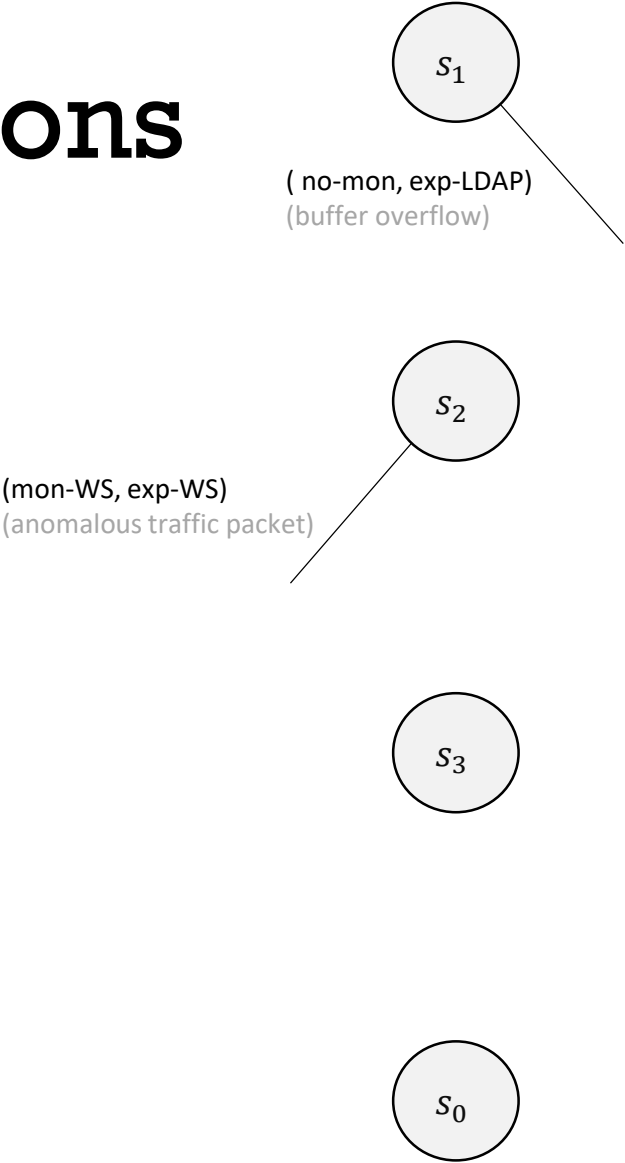 s₁
ons
( no-mon, exp-LDAP)
(buffer overflow)
s₂
(mon-WS, exp-WS)
(anomalous traffic packet)
s₃
s₀